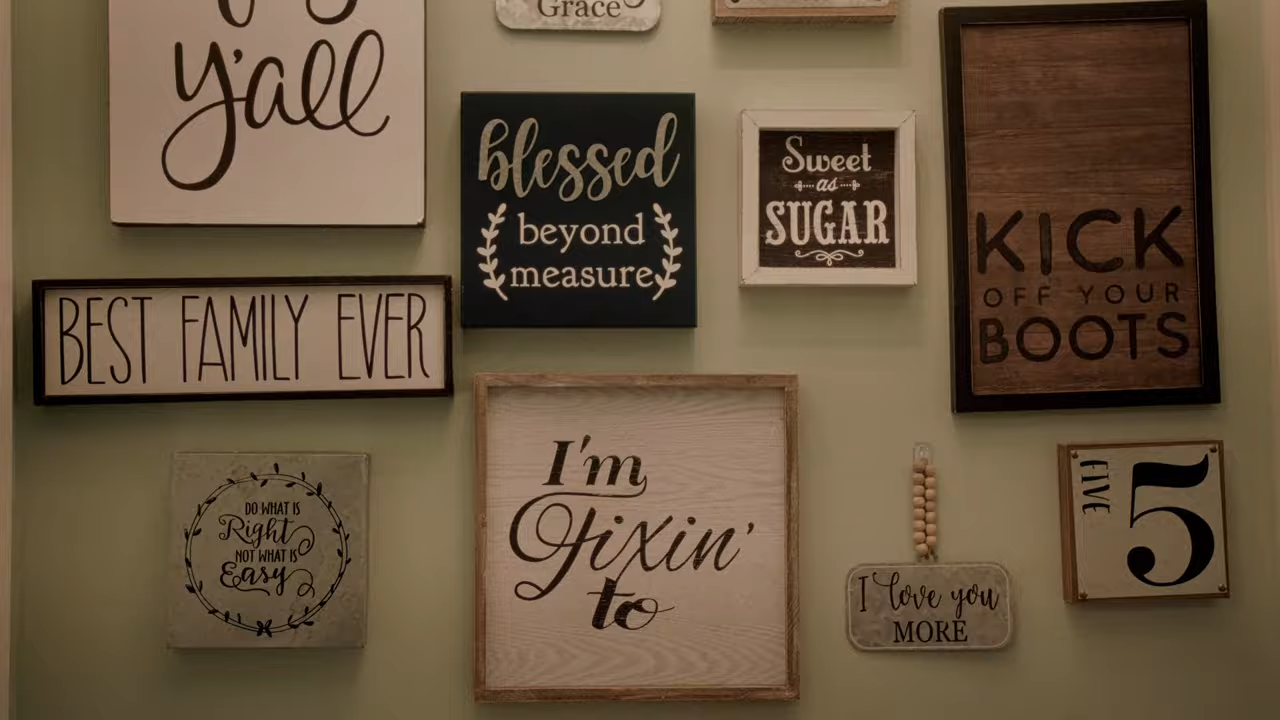 Grace
y'all
blessed
beyond
measure
Sweet
as
SUGAR
KICK
OFF YOUR
BOOTS
BEST FAMILY EVER
DO WHAT IS
Right
NOT WHAT IS
Easy
I'm
Fixin'
to
I love you
MORE
FIVE
5